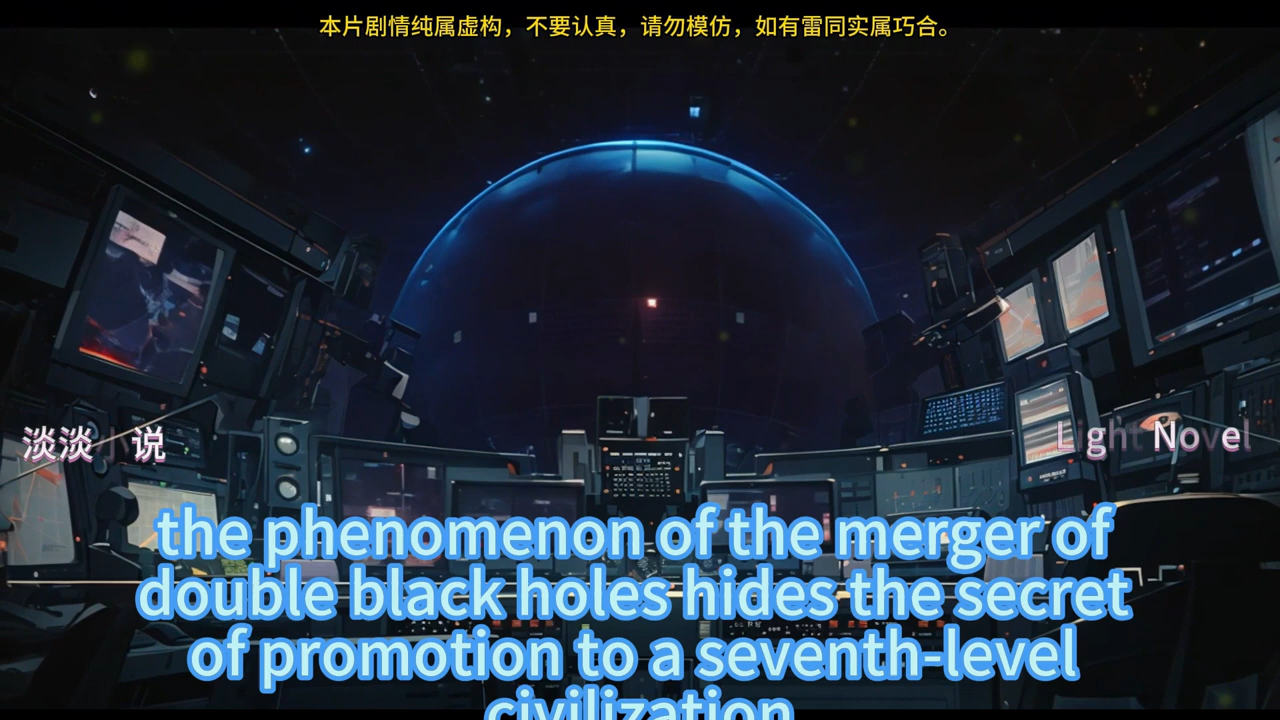 本片剧情纯属虚构，不要认真，请勿模仿，如有雷同实属巧合。
淡淡小说
Light Novel
the phenomenon of the merger of
double black holes hides the secret
of promotion to a seventh-level
civilization